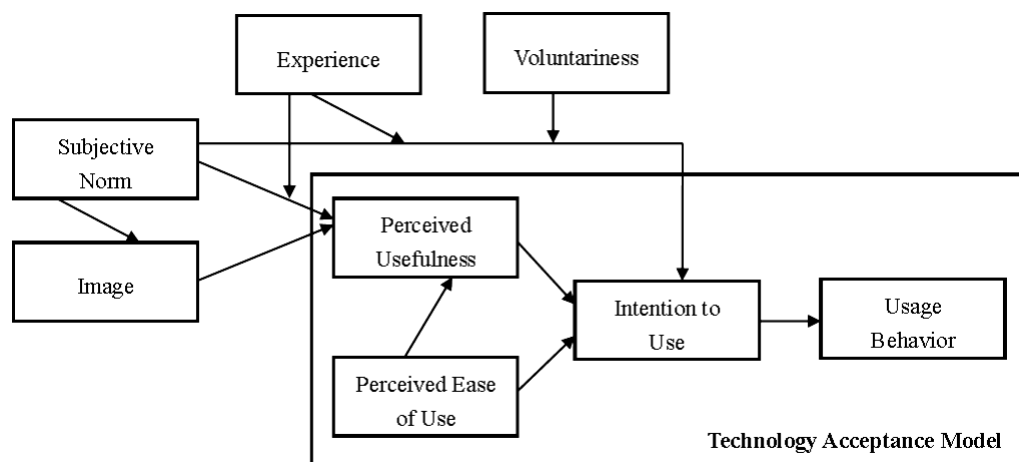 Experience
Voluntariness
Subjective
Norm
Image
Perceived
Usefulness
Intention to
Use
Usage
Behavior
Perceived Ease
of Use
Technology Acceptance Model